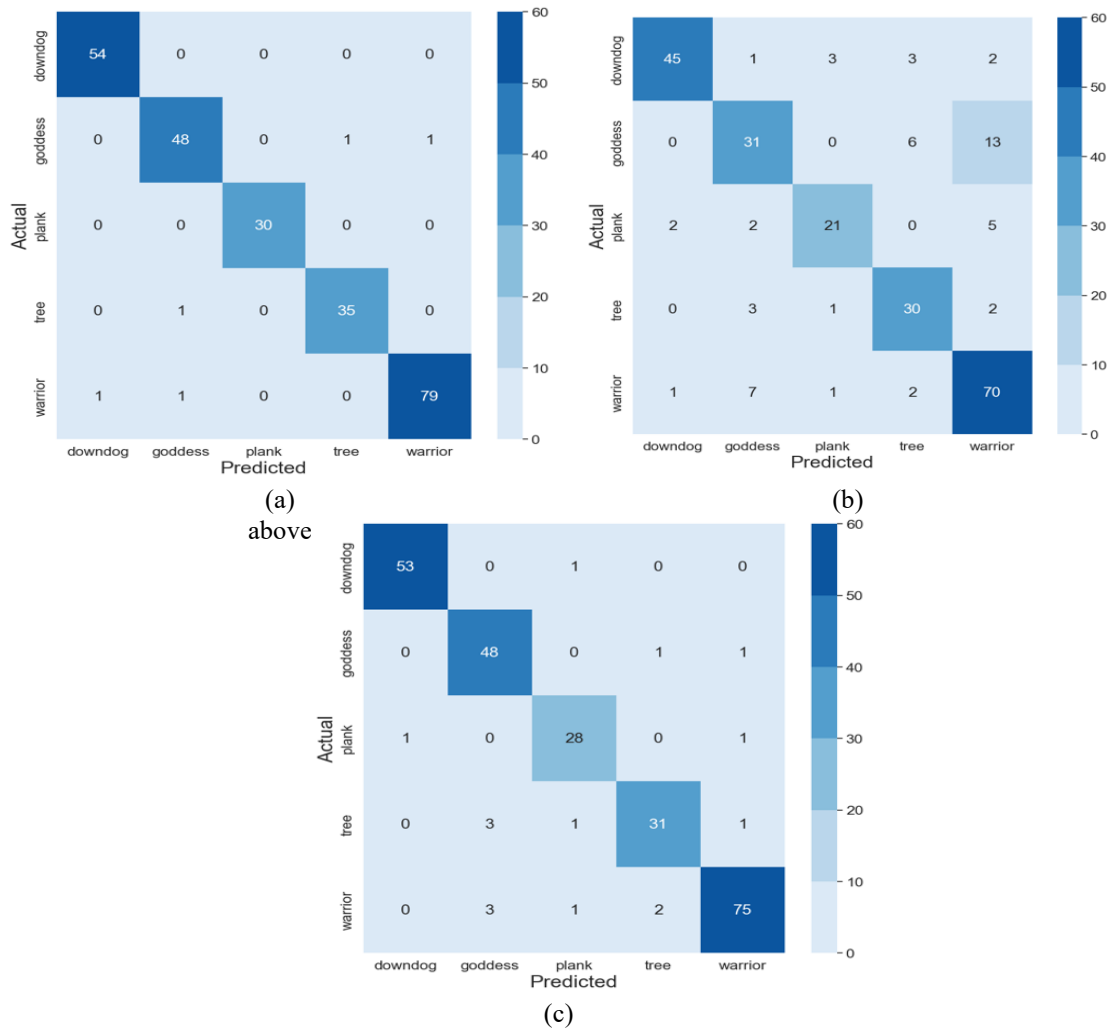 60
downdog 54 0 0 0 0
50
goddess 0 48 0 1 1
40
Actual
plank 0 0 30 0 0
30
20
tree 0 1 0 35 0
10
warrior 1 1 0 0 79
0
downdog goddess plank tree warrior
Predicted
(a)
above
60
downdog 45 1 3 3 2
50
goddess 0 31 0 6 13
40
Actual
plank 2 2 21 0 5
30
20
tree 0 3 1 30 2
10
warrior 1 7 1 2 70
0
downdog goddess plank tree warrior
Predicted
(b)
60
downdog 53 0 1 0 0
50
goddess 0 48 0 1 1
40
Actual
plank 1 0 28 0 1
30
20
tree 0 3 1 31 1
10
warrior 0 3 1 2 75
0
downdog goddess plank tree warrior
Predicted
(c)